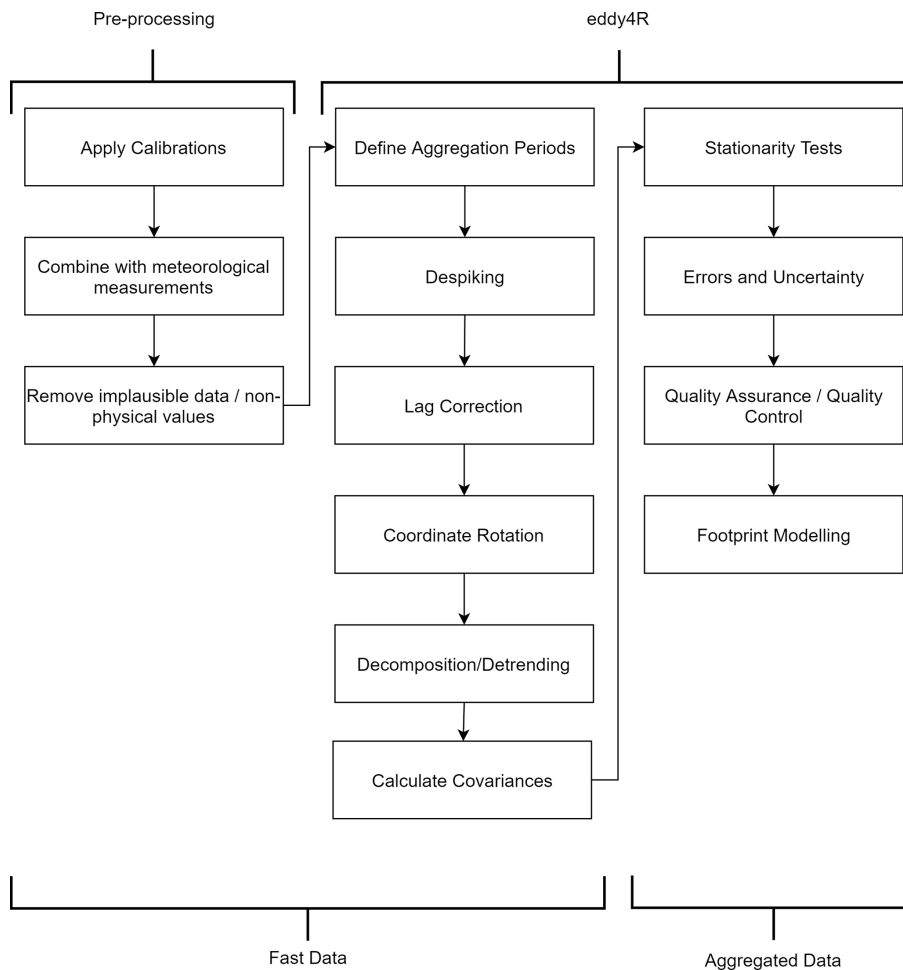 Pre-processing
eddy4R
Apply Calibrations
Combine with meteorological
measurements
Remove implausible data / non-
physical values
Define Aggregation Periods
Despiking
Lag Correction
Coordinate Rotation
Decomposition/Detrending
Calculate Covariances
Stationarity Tests
Errors and Uncertainty
Quality Assurance / Quality
Control
Footprint Modelling
Fast Data
Aggregated Data